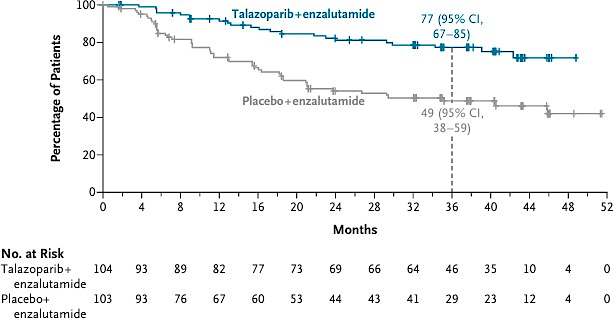 100
80
60
40
20
0
Percentage of Patients
Talazoparib+enzalutamide
77 (95% CI,
67–85)
Placebo+enzalutamide
49 (95% CI,
38–59)
0 4 8 12 16 20 24 28 32 36 40 44 48 52
Months
No. at Risk
Talazoparib+ 104 93 89 82 77 73 69 66 64 46 35 10 4 0
enzalutamide
Placebo+ 103 93 76 67 60 53 44 43 41 29 23 12 4 0
enzalutamide